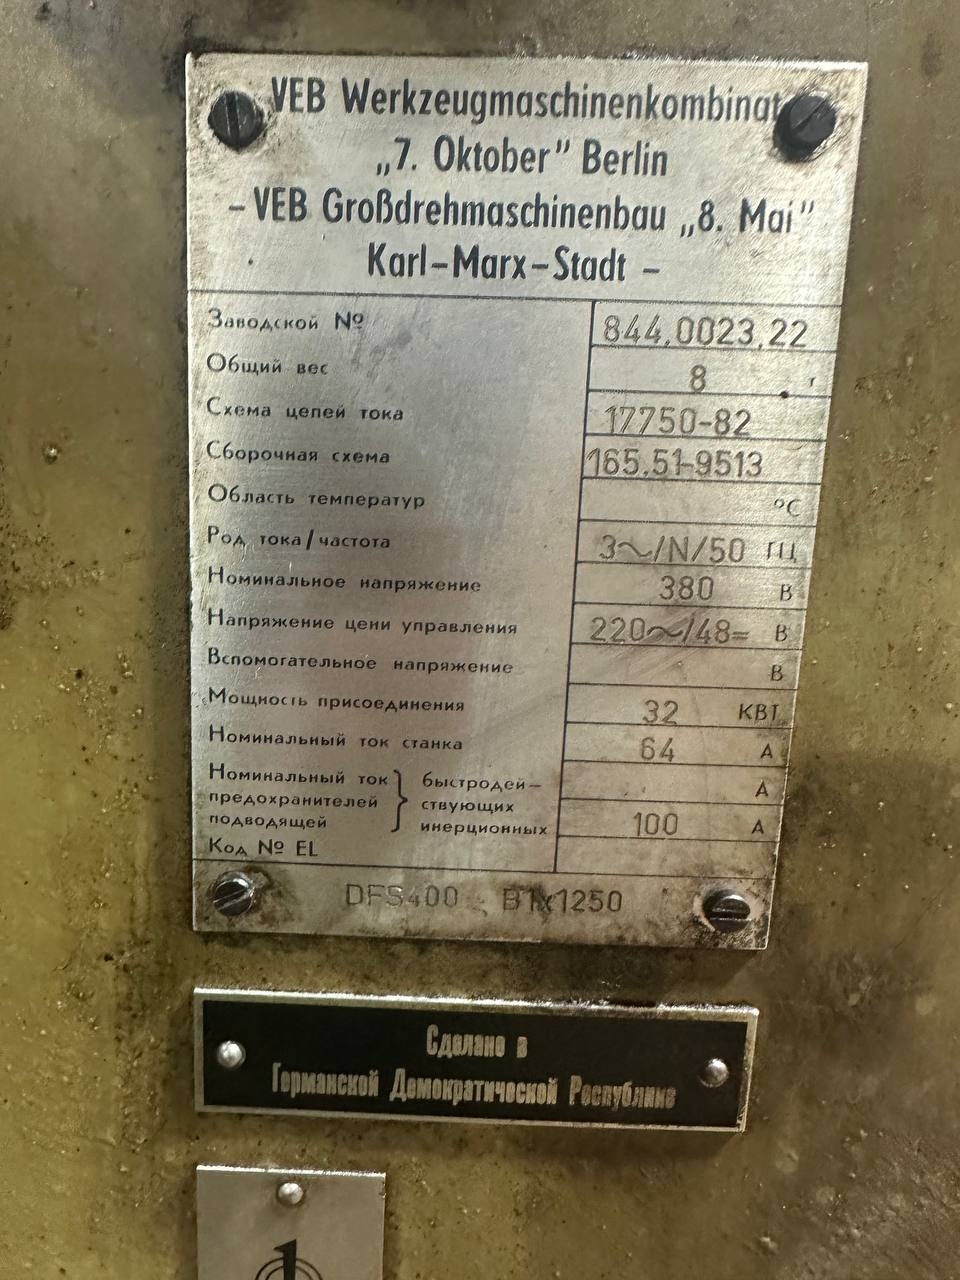 VEB Werkzeugmaschinenkombinat
„7. Oktober" Berlin
-VEB Großdrehmaschinenbau „8. Mai"
Karl-Marx-Stadt -
Заводской № 844.0023.22
Общий вес 8 т
Схема цепей тока 17750-82
Сборочная схема 165.51-9513
Область температур °C
Род тока/частота 3~/N/50 ГЦ
Номинальное напряжение 380 В
Напряжение цени управления 220~/48= В
Вспомогательное напряжение В
Мощность присоединения 32 КВТ
Номинальный ток станка 64 А
Номинальный ток } быстродей- А
предохранителей ствующих
подводящей инерционных 100 А
Код № EL
DFS400 B1x1250
Сделано в
Германской Демократической Республике
1